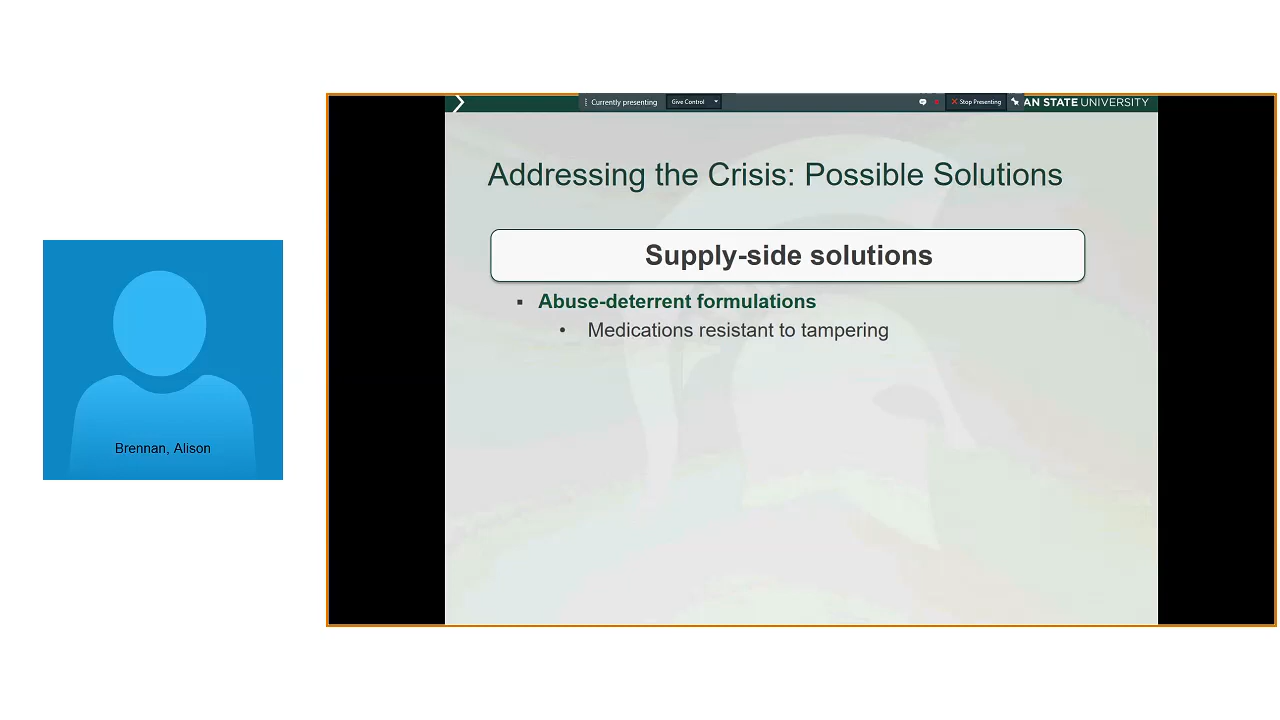 Currently presenting Give Control Stop Presenting AN STATE UNIVERSITY
Addressing the Crisis: Possible Solutions
Supply-side solutions
▪ Abuse-deterrent formulations
• Medications resistant to tampering
Brennan, Alison